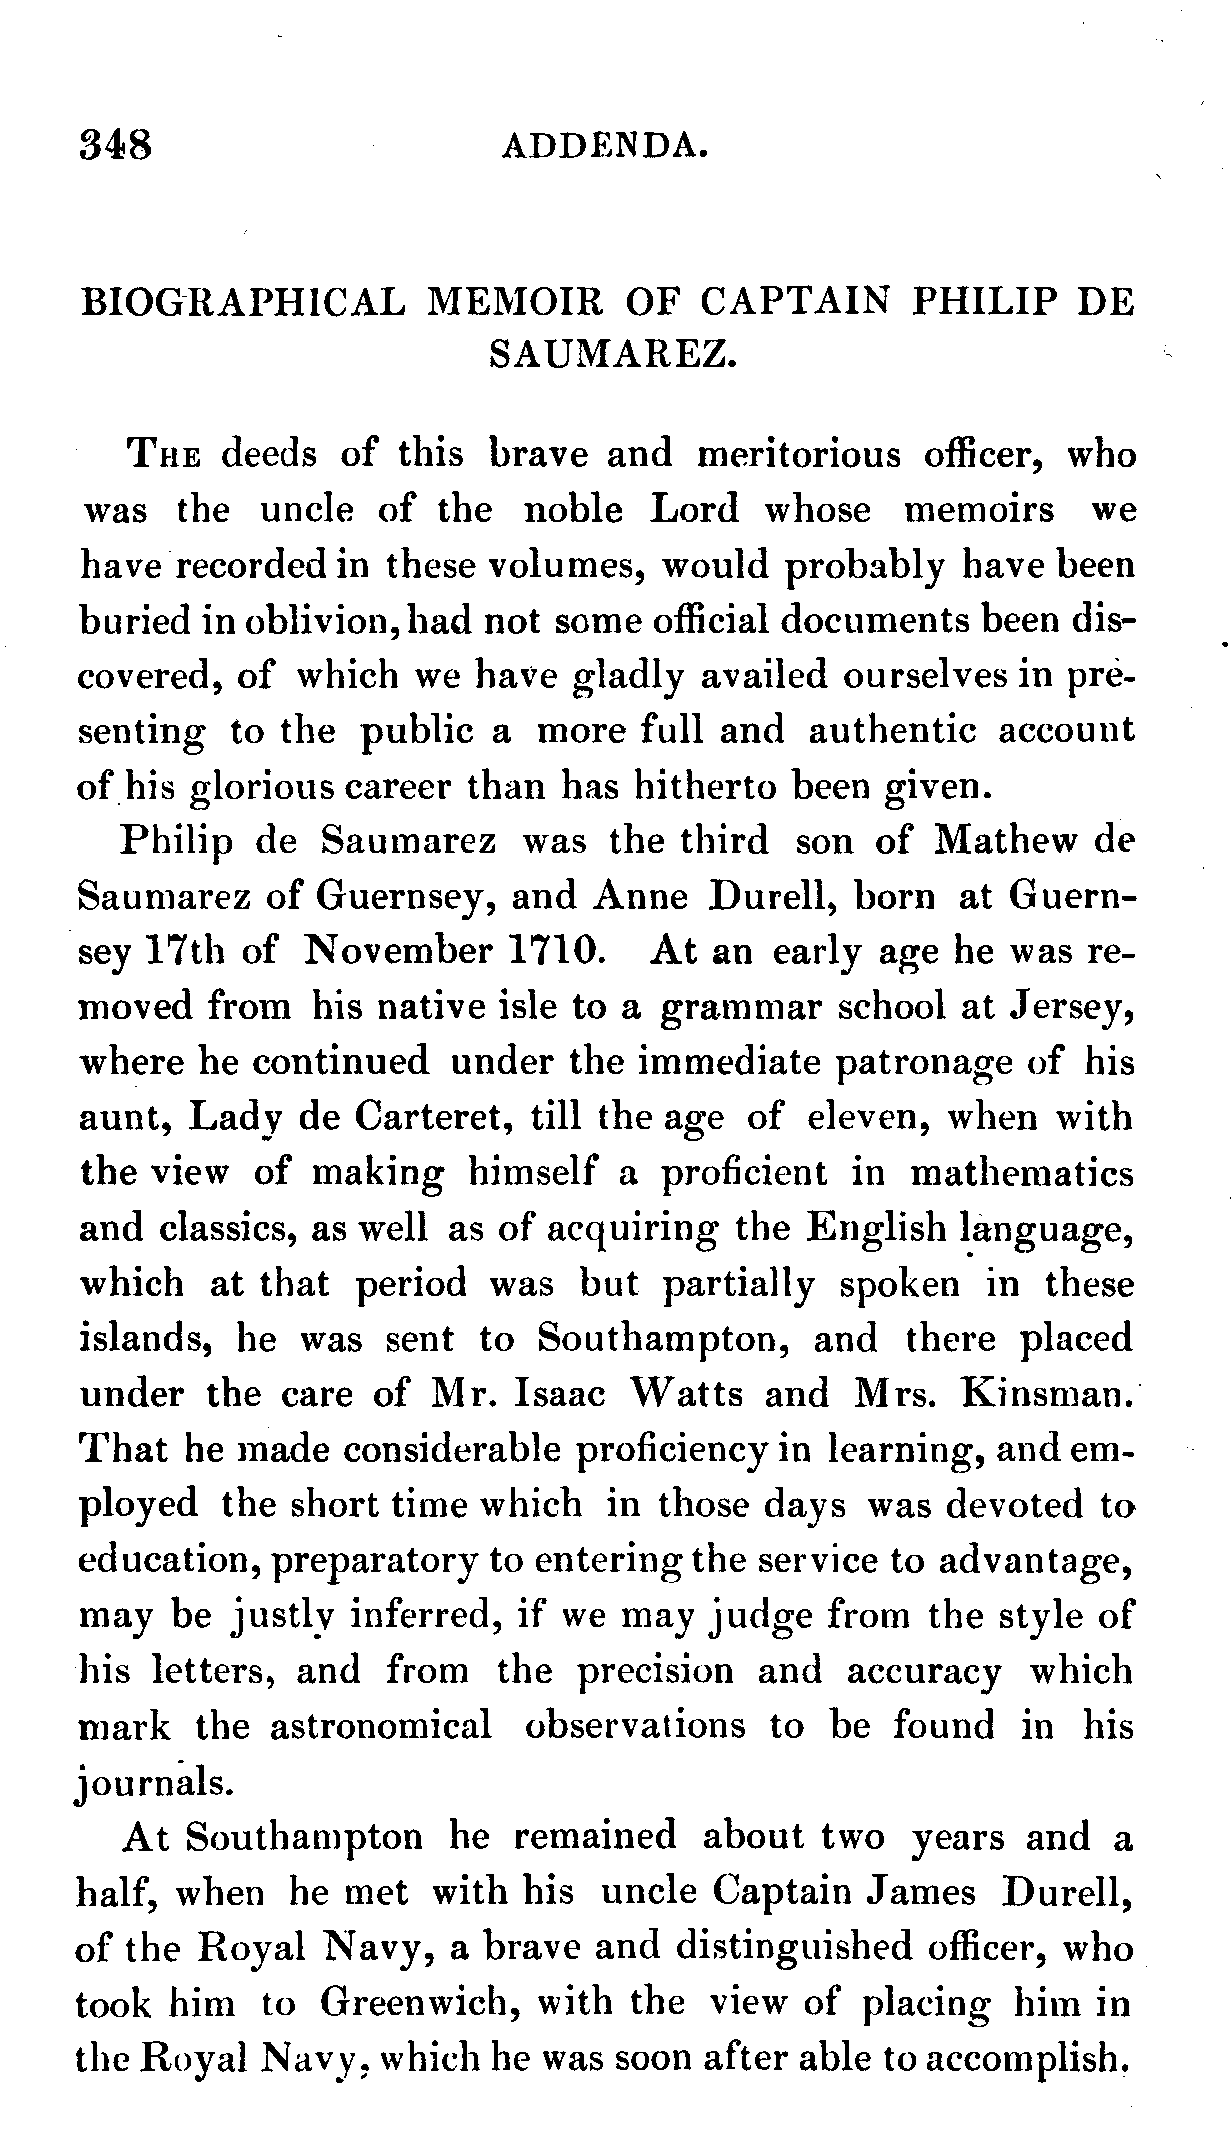 348 ADDENDA.
BIOGRAPHICAL MEMOIR OF CAPTAIN PHILIP DE
SAUMAREZ.
THE deeds of this brave and meritorious officer, who
was the uncle of the noble Lord whose memoirs we
have recorded in these volumes, would probably have been
buried in oblivion, had not some official documents been dis-
covered, of which we have gladly availed ourselves in pre-
senting to the public a more full and authentic account
of his glorious career than has hitherto been given.
Philip de Saumarez was the third son of Mathew de
Saumarez of Guernsey, and Anne Durell, born at Guern-
sey 17th of November 1710. At an early age he was re-
moved from his native isle to a grammar school at Jersey,
where he continued under the immediate patronage of his
aunt, Lady de Carteret, till the age of eleven, when with
the view of making himself a proficient in mathematics
and classics, as well as of acquiring the English language,
which at that period was but partially spoken in these
islands, he was sent to Southampton, and there placed
under the care of Mr. Isaac Watts and Mrs. Kinsman.
That he made considerable proficiency in learning, and em-
ployed the short time which in those days was devoted to
education, preparatory to entering the service to advantage,
may be justly inferred, if we may judge from the style of
his letters, and from the precision and accuracy which
mark the astronomical observations to be found in his
journals.
At Southampton he remained about two years and a
half, when he met with his uncle Captain James Durell,
of the Royal Navy, a brave and distinguished officer, who
took him to Greenwich, with the view of placing him in
the Royal Navy, which he was soon after able to accomplish.